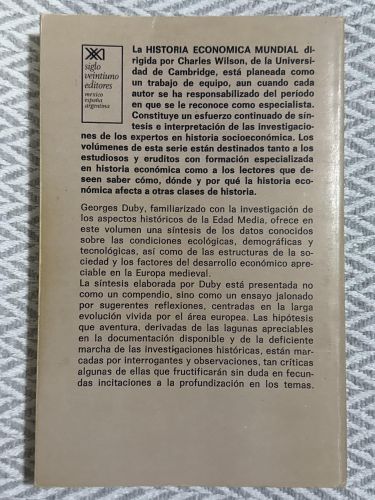 XXI
siglo
veintiuno
editores
mexico
españa
argentina
La HISTORIA ECONOMICA MUNDIAL di-
rigida por Charles Wilson, de la Universi-
dad de Cambridge, está planeada como
un trabajo de equipo, aun cuando cada
autor se ha responsabilizado del período
en que se le reconoce como especialista.
Constituye un esfuerzo continuado de sín-
tesis e interpretación de las investigacio-
nes de los expertos en historia socioeconómica. Los
volúmenes de esta serie están destinados tanto a los
estudiosos y eruditos con formación especializada
en historia económica como a los lectores que de-
seen saber cómo, dónde y por qué la historia eco-
nómica afecta a otras clases de historia.
Georges Duby, familiarizado con la investigación de
los aspectos históricos de la Edad Media, ofrece en
este volumen una síntesis de los datos conocidos
sobre las condiciones ecológicas, demográficas y
tecnológicas, así como de las estructuras de la so-
ciedad y los factores del desarrollo económico apre-
ciable en la Europa medieval.
La síntesis elaborada por Duby está presentada no
como un compendio, sino como un ensayo jalonado
por sugerentes reflexiones, centradas en la larga
evolución vivida por el área europea. Las hipótesis
que aventura, derivadas de las lagunas apreciables
en la documentación disponible y de la deficiente
marcha de las investigaciones históricas, están mar-
cadas por interrogantes y observaciones, tan críticas
algunas de ellas que fructificarán sin duda en fecun-
das incitaciones a la profundización en los temas.